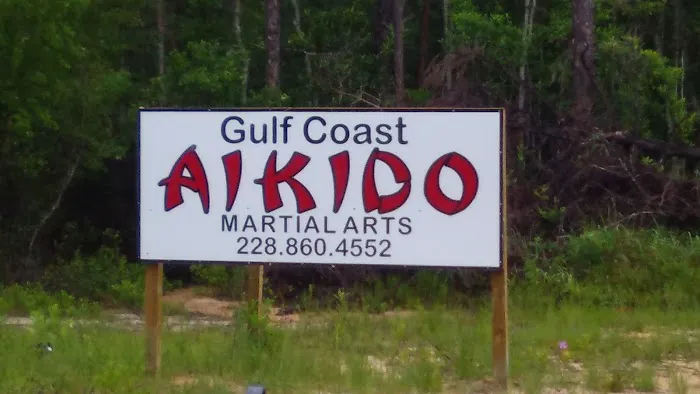 Gulf Coast
AIKIDO
MARTIAL ARTS
228.860.4552